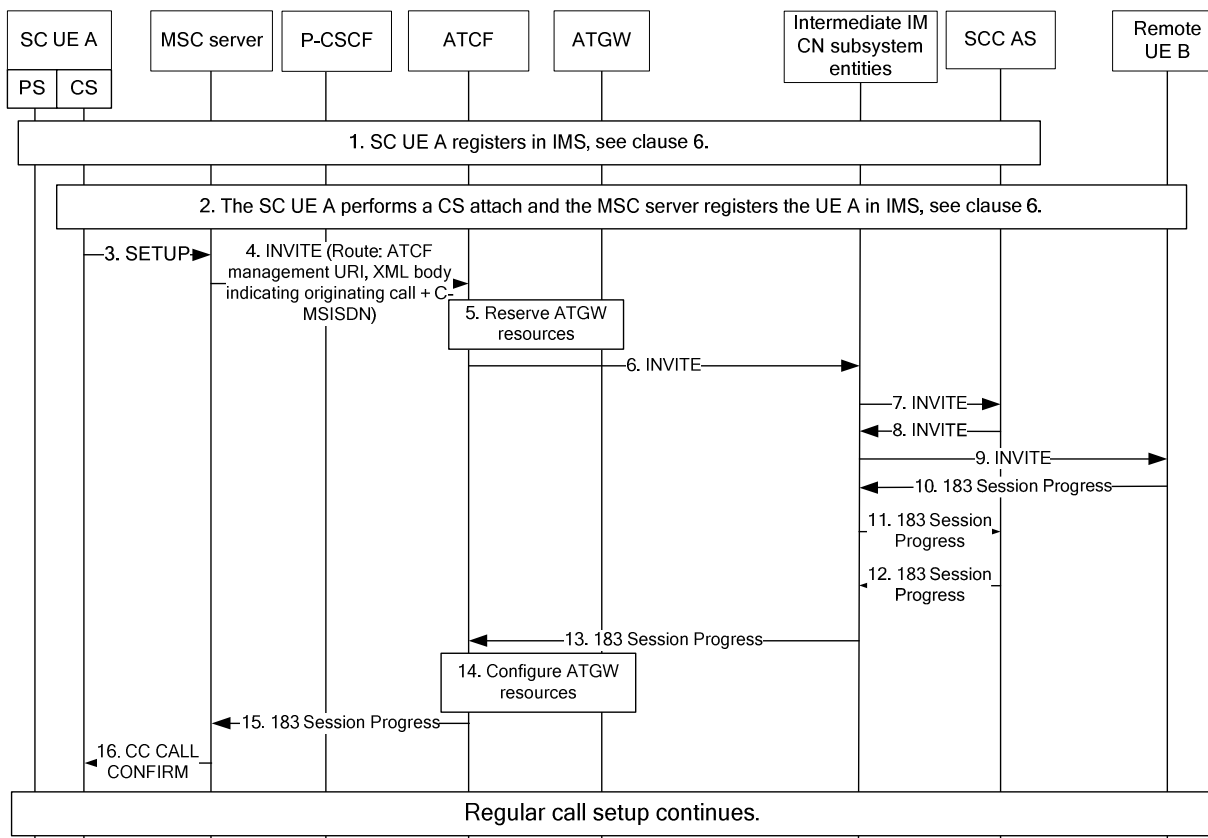 SC UE A
PS
CS
MSC server
P-CSCF
ATCF
ATGW
Intermediate IM
CN subsystem
entities
SCC AS
Remote
UE B
1. SC UE A registers in IMS, see clause 6.
2. The SC UE A performs a CS attach and the MSC server registers the UE A in IMS, see clause 6.
3. SETUP
4. INVITE (Route: ATCF
management URI, XML body
indicating originating call + C-
MSISDN)
5. Reserve ATGW
resources
6. INVITE
7. INVITE
8. INVITE
9. INVITE
10. 183 Session Progress
11. 183 Session
Progress
12. 183 Session
Progress
13. 183 Session Progress
14. Configure ATGW
resources
15. 183 Session Progress
16. CC CALL
CONFIRM
Regular call setup continues.